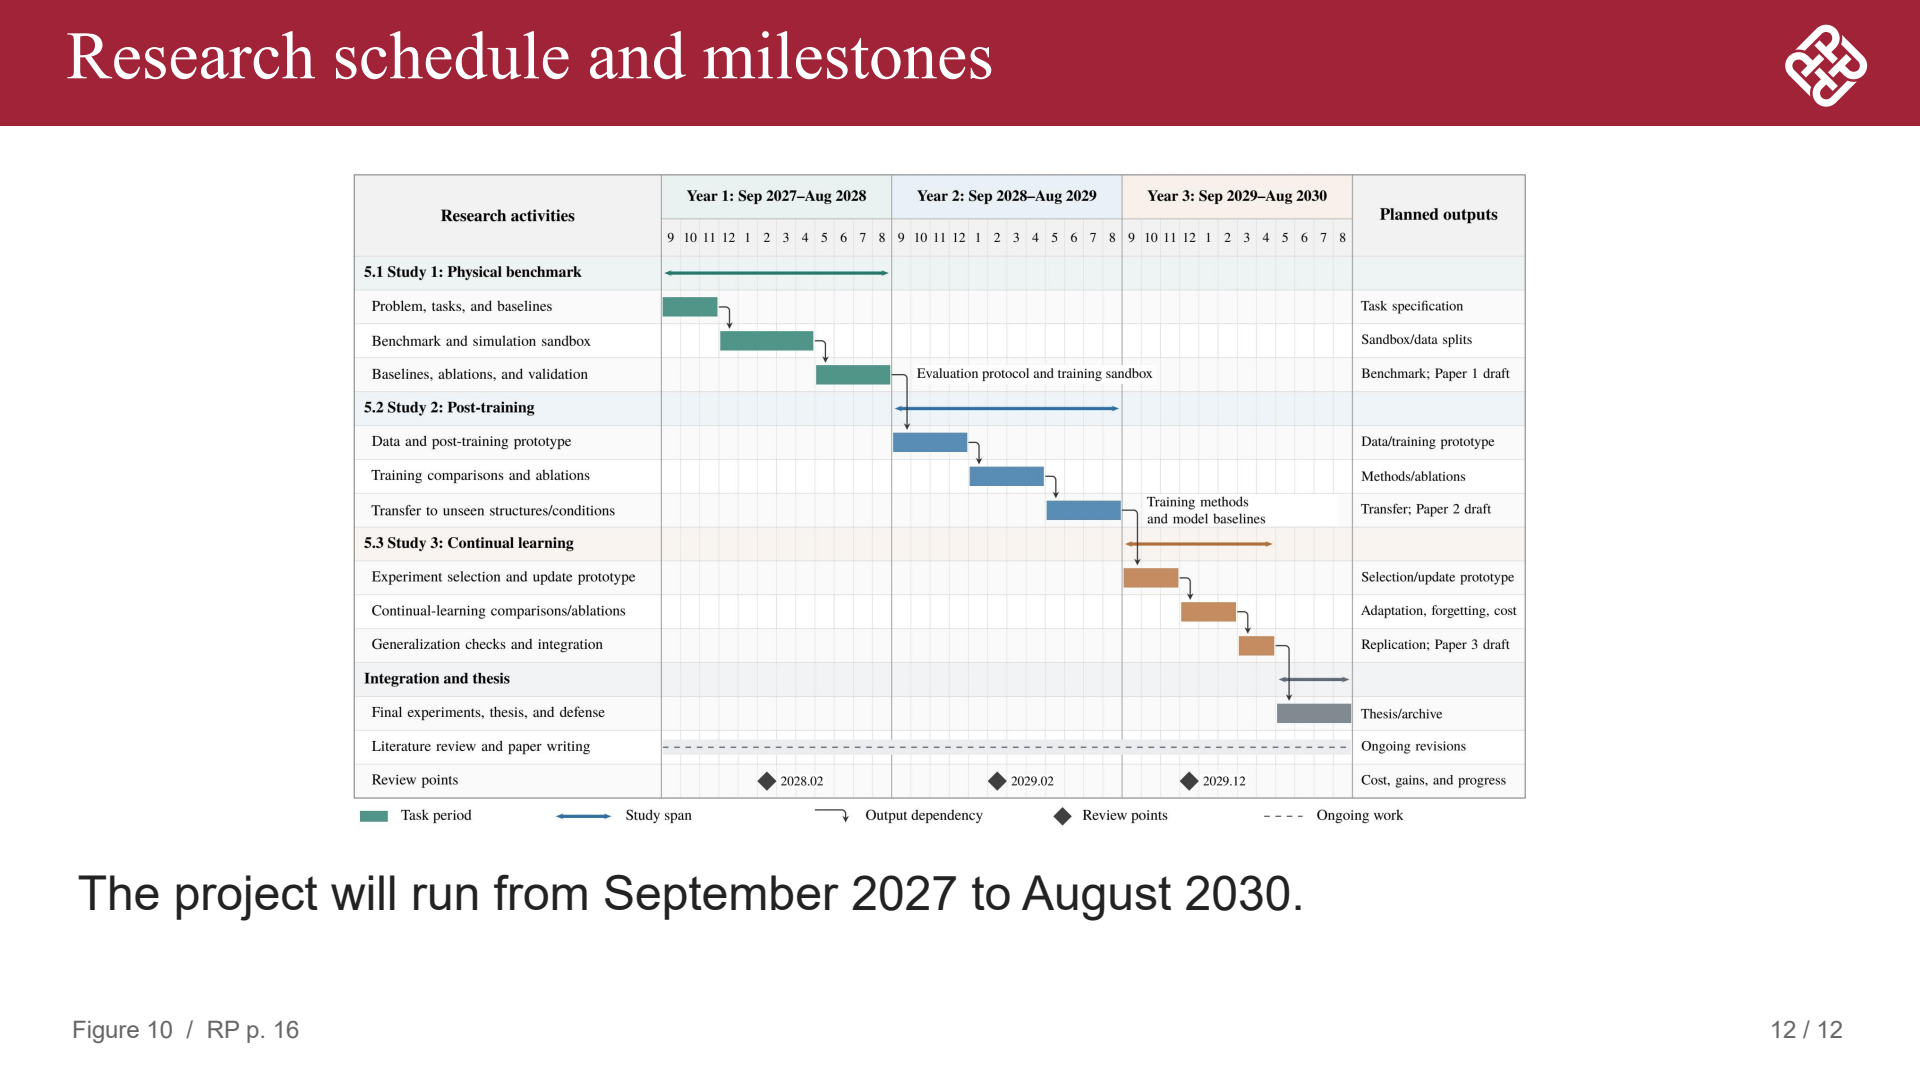 Research schedule and milestones
Research activities
Year 1: Sep 2027–Aug 2028
Year 2: Sep 2028–Aug 2029
Year 3: Sep 2029–Aug 2030
Planned outputs
9 10 11 12 1 2 3 4 5 6 7 8 9 10 11 12 1 2 3 4 5 6 7 8 9 10 11 12 1 2 3 4 5 6 7 8
5.1 Study 1: Physical benchmark
Problem, tasks, and baselines
Task specification
Benchmark and simulation sandbox
Sandbox/data splits
Baselines, ablations, and validation
Evaluation protocol and training sandbox
Benchmark; Paper 1 draft
5.2 Study 2: Post-training
Data and post-training prototype
Data/training prototype
Training comparisons and ablations
Methods/ablations
Transfer to unseen structures/conditions
Training methods
and model baselines
Transfer; Paper 2 draft
5.3 Study 3: Continual learning
Experiment selection and update prototype
Selection/update prototype
Continual-learning comparisons/ablations
Adaptation, forgetting, cost
Generalization checks and integration
Replication; Paper 3 draft
Integration and thesis
Final experiments, thesis, and defense
Thesis/archive
Literature review and paper writing
Ongoing revisions
Review points
2028.02
2029.02
2029.12
Cost, gains, and progress
Task period
Study span
Output dependency
Review points
Ongoing work
The project will run from September 2027 to August 2030.
Figure 10 / RP p. 16
12 / 12